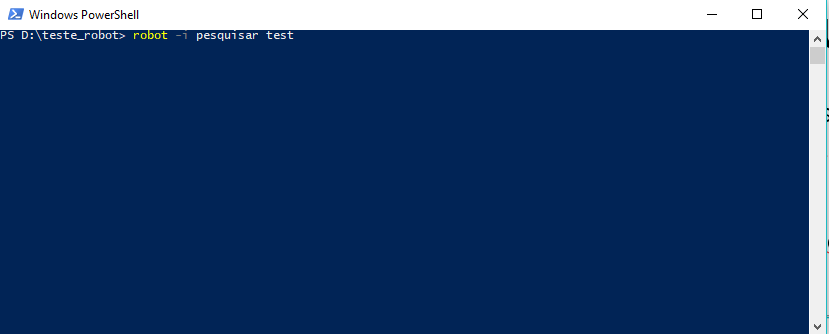 Windows PowerShell
PS D:\teste_robot> robot -i pesquisar test